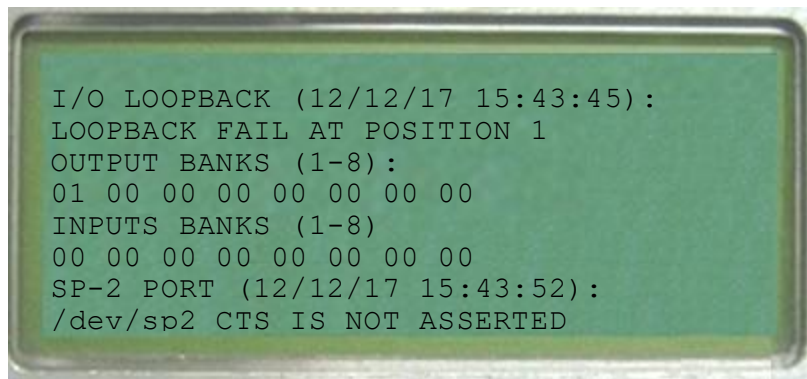 I/O LOOPBACK (12/12/17 15:43:45):
LOOPBACK FAIL AT POSITION 1
OUTPUT BANKS (1-8):
01 00 00 00 00 00 00 00
INPUTS BANKS (1-8)
00 00 00 00 00 00 00 00
SP-2 PORT (12/12/17 15:43:52):
/dev/sp2 CTS IS NOT ASSERTED